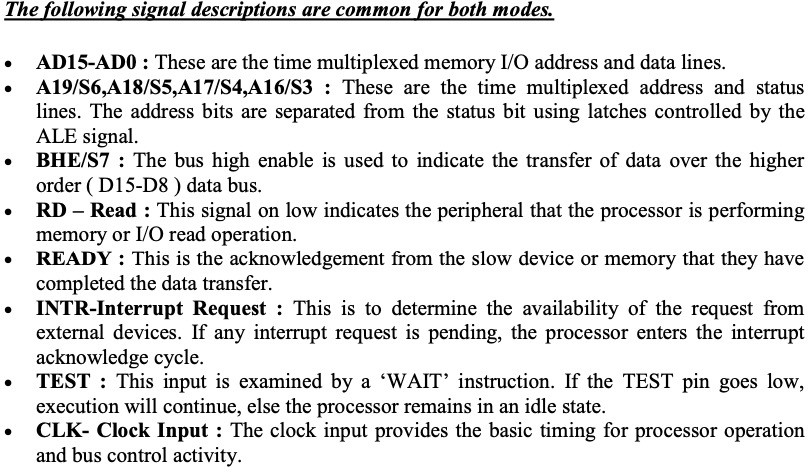 The following signal descriptions are common for both modes.
• AD15-AD0 : These are the time multiplexed memory I/O address and data lines.
• A19/S6,A18/S5,A17/S4,A16/S3 : These are the time multiplexed address and status
lines. The address bits are separated from the status bit using latches controlled by the
ALE signal.
• BHE/S7 : The bus high enable is used to indicate the transfer of data over the higher
order ( D15-D8 ) data bus.
• RD – Read : This signal on low indicates the peripheral that the processor is performing
memory or I/O read operation.
• READY : This is the acknowledgement from the slow device or memory that they have
completed the data transfer.
• INTR-Interrupt Request : This is to determine the availability of the request from
external devices. If any interrupt request is pending, the processor enters the interrupt
acknowledge cycle.
• TEST : This input is examined by a ‘WAIT’ instruction. If the TEST pin goes low,
execution will continue, else the processor remains in an idle state.
• CLK- Clock Input : The clock input provides the basic timing for processor operation
and bus control activity.